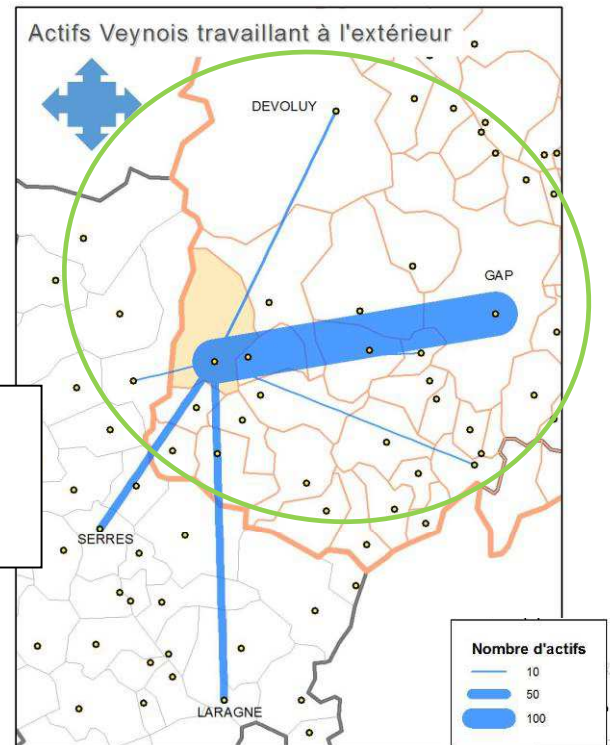 Actifs Veynois travaillant à l'extérieur
DEVOLUY
GAP
SERRES
LARAGNE
Nombre d'actifs
10
50
100